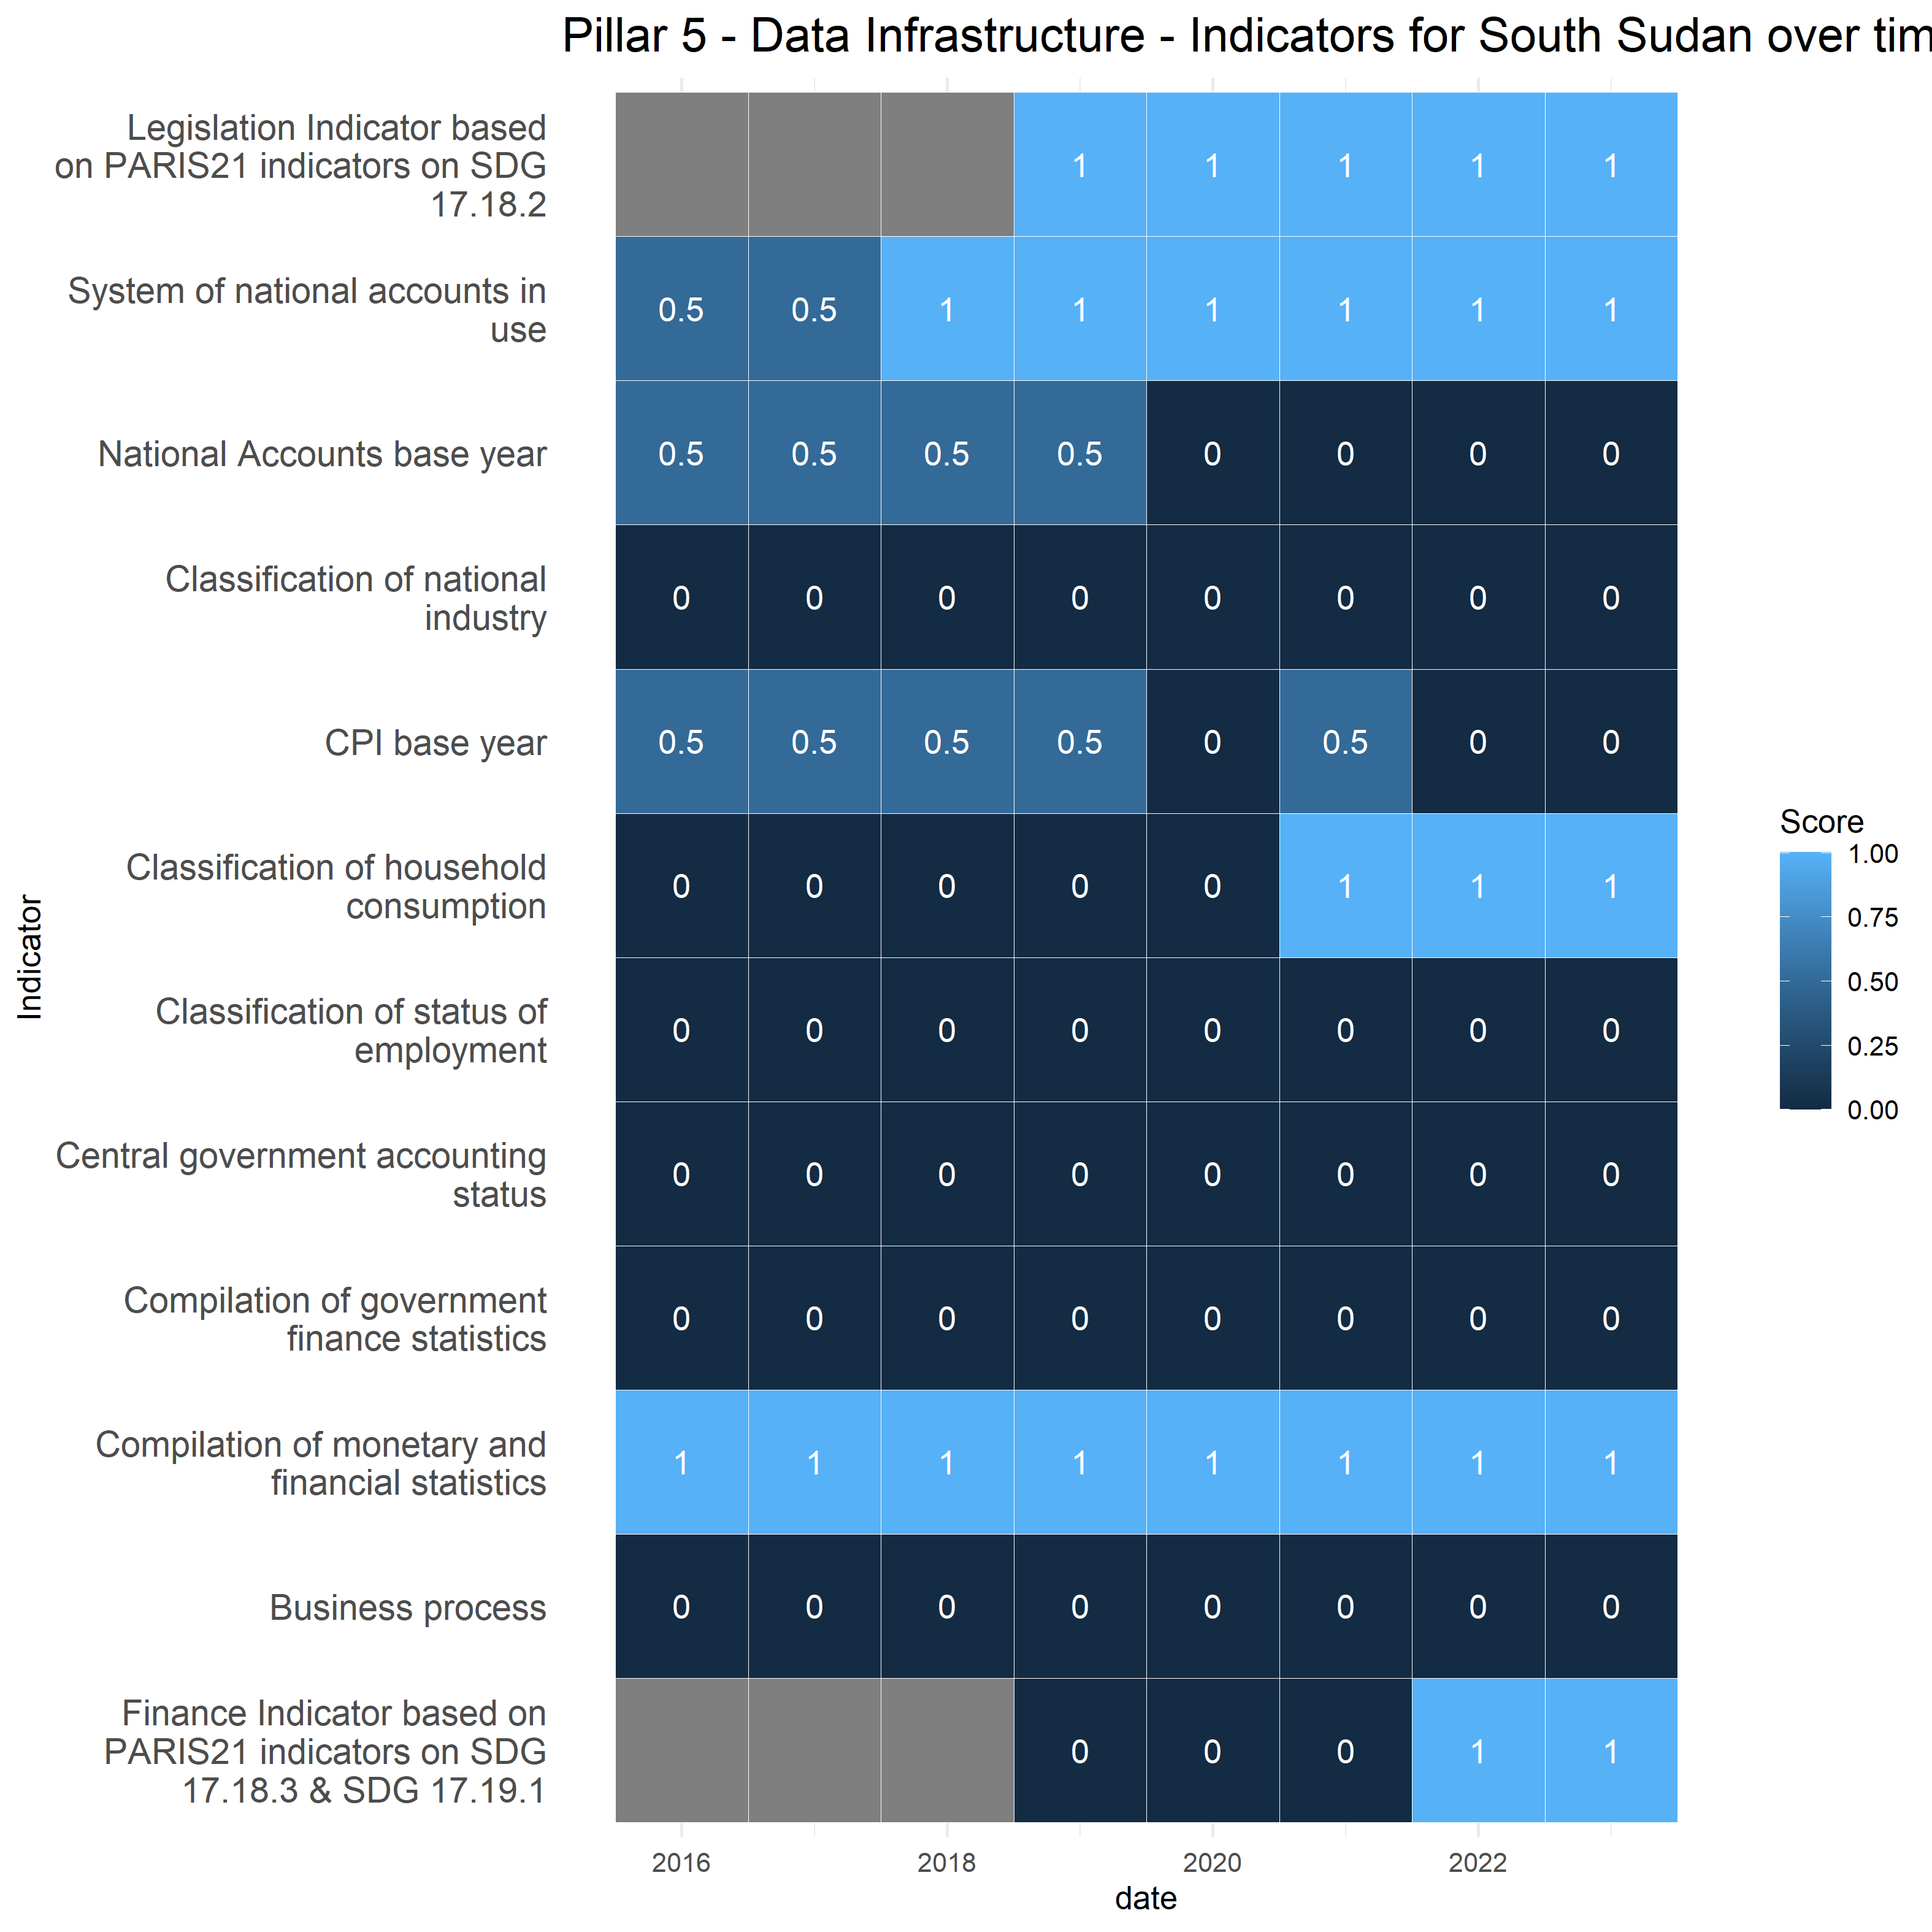 Pillar 5 - Data Infrastructure - Indicators for South Sudan over tim
Legislation Indicator based
on PARIS21 indicators on SDG
17.18.2
1 1 1 1 1
System of national accounts in
use
0.5 0.5 1 1 1 1 1 1
National Accounts base year
0.5 0.5 0.5 0.5 0 0 0 0
Classification of national
industry
0 0 0 0 0 0 0 0
CPI base year
0.5 0.5 0.5 0.5 0 0.5 0 0
Classification of household
consumption
0 0 0 0 0 1 1 1
Classification of status of
employment
0 0 0 0 0 0 0 0
Central government accounting
status
0 0 0 0 0 0 0 0
Compilation of government
finance statistics
0 0 0 0 0 0 0 0
Compilation of monetary and
financial statistics
1 1 1 1 1 1 1 1
Business process
0 0 0 0 0 0 0 0
Finance Indicator based on
PARIS21 indicators on SDG
17.18.3 & SDG 17.19.1
0 0 0 1 1
2016 2018 2020 2022
date
Indicator
Score
1.00
0.75
0.50
0.25
0.00